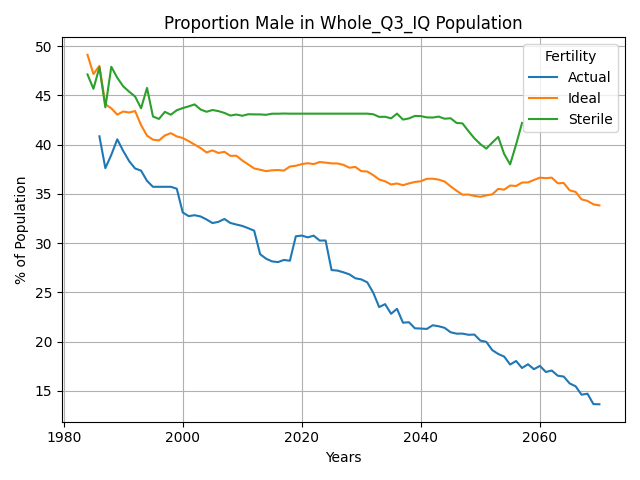 Proportion Male in Whole_Q3_IQ Population
Fertility
Actual
Ideal
Sterile
% of Population
50
45
40
35
30
25
20
15
1980
2000
2020
2040
2060
Years